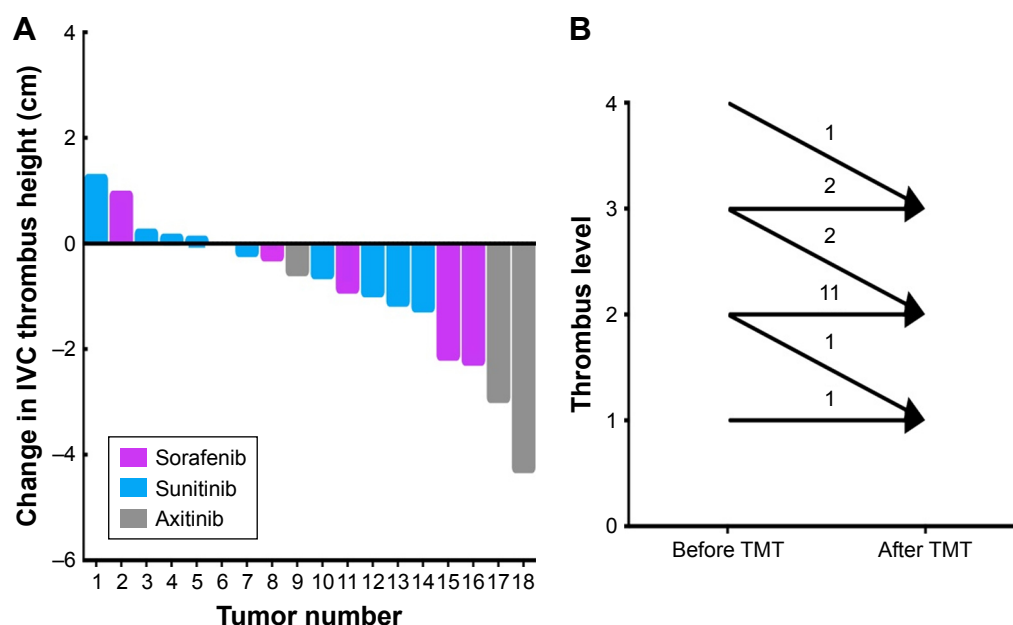 A
Change in IVC thrombus height (cm)
4
2
0
–2
–4
–6
Sorafenib
Sunitinib
Axitinib
1 2 3 4 5 6 7 8 9 10 11 12 13 14 15 16 17 18
Tumor number
B
Thrombus level
4
3
2
1
0
1
2
2
11
1
1
Before TMT After TMT